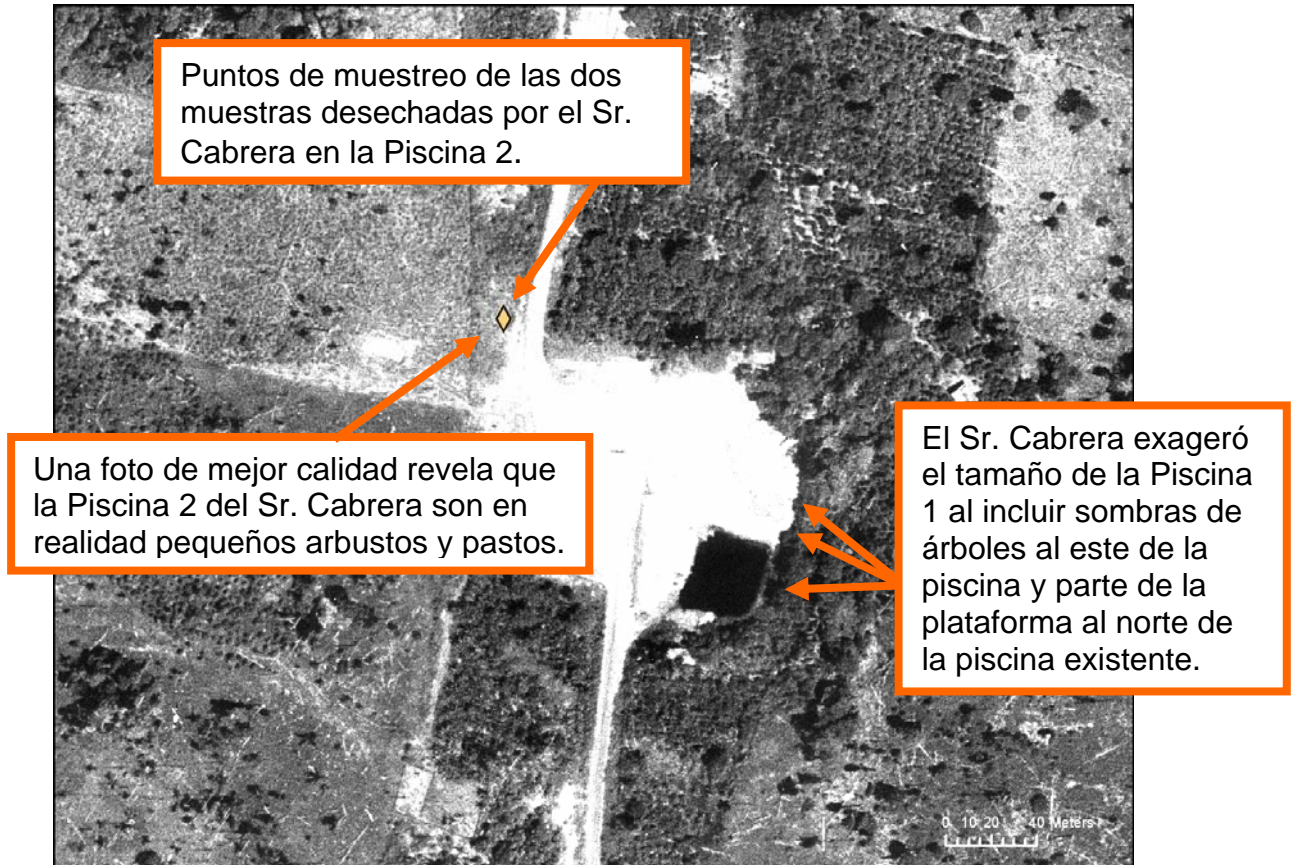 Puntos de muestreo de las dos
muestras desechadas por el Sr.
Cabrera en la Piscina 2.
Una foto de mejor calidad revela que
la Piscina 2 del Sr. Cabrera son en
realidad pequeños arbustos y pastos.
El Sr. Cabrera exageró
el tamaño de la Piscina
1 al incluir sombras de
árboles al este de la
piscina y parte de la
plataforma al norte de
la piscina existente.
0 10 20 40 Meters